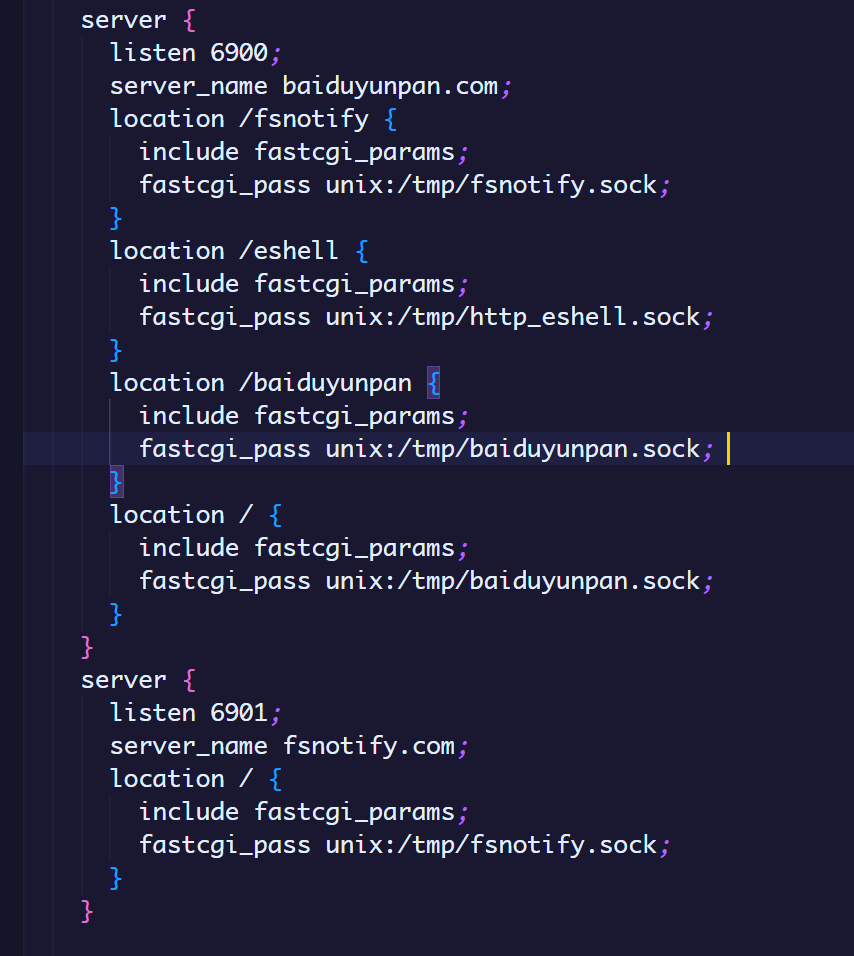 server {
listen 6900;
server_name baiduyunpan.com;
location /fsnotify {
include fastcgi_params;
fastcgi_pass unix:/tmp/fsnotify.sock;
}
location /eshell {
include fastcgi_params;
fastcgi_pass unix:/tmp/http_eshell.sock;
}
location /baiduyunpan {
include fastcgi_params;
fastcgi_pass unix:/tmp/baiduyunpan.sock;
}
location / {
include fastcgi_params;
fastcgi_pass unix:/tmp/baiduyunpan.sock;
}
}
server {
listen 6901;
server_name fsnotify.com;
location / {
include fastcgi_params;
fastcgi_pass unix:/tmp/fsnotify.sock;
}
}